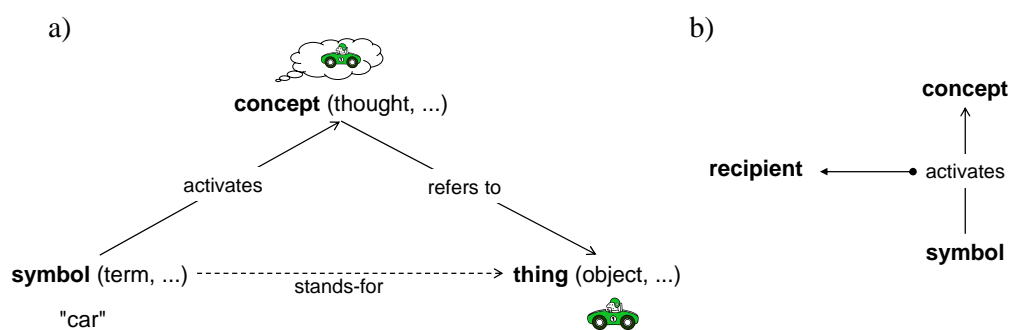 a)
b)
concept (thought, ...)
activates
refers to
symbol (term, ...)
stands-for
thing (object, ...)
"car"
concept
recipient
activates
symbol